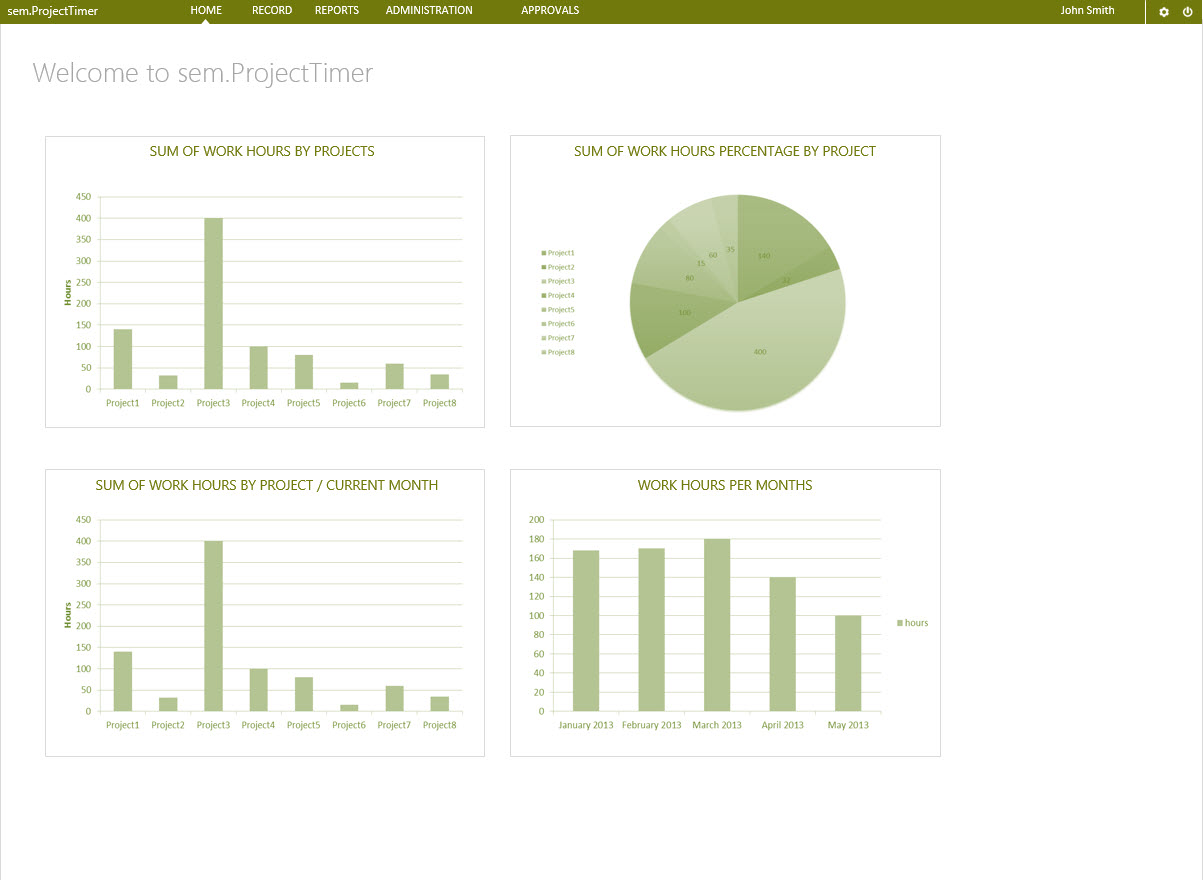 sem.ProjectTimer HOME RECORD REPORTS ADMINISTRATION APPROVALS John Smith
Welcome to sem.ProjectTimer
SUM OF WORK HOURS BY PROJECTS
450
400
350
300
250
200
150
100
50
0
Hours
Project1 Project2 Project3 Project4 Project5 Project6 Project7 Project8
SUM OF WORK HOURS PERCENTAGE BY PROJECT
Project1
Project2
Project3
Project4
Project5
Project6
Project7
Project8
35
60
140
15
80
100
400
SUM OF WORK HOURS BY PROJECT / CURRENT MONTH
450
400
350
300
250
200
150
100
50
0
Hours
Project1 Project2 Project3 Project4 Project5 Project6 Project7 Project8
WORK HOURS PER MONTHS
200
180
160
140
120
100
80
60
40
20
0
January 2013 February 2013 March 2013 April 2013 May 2013
hours